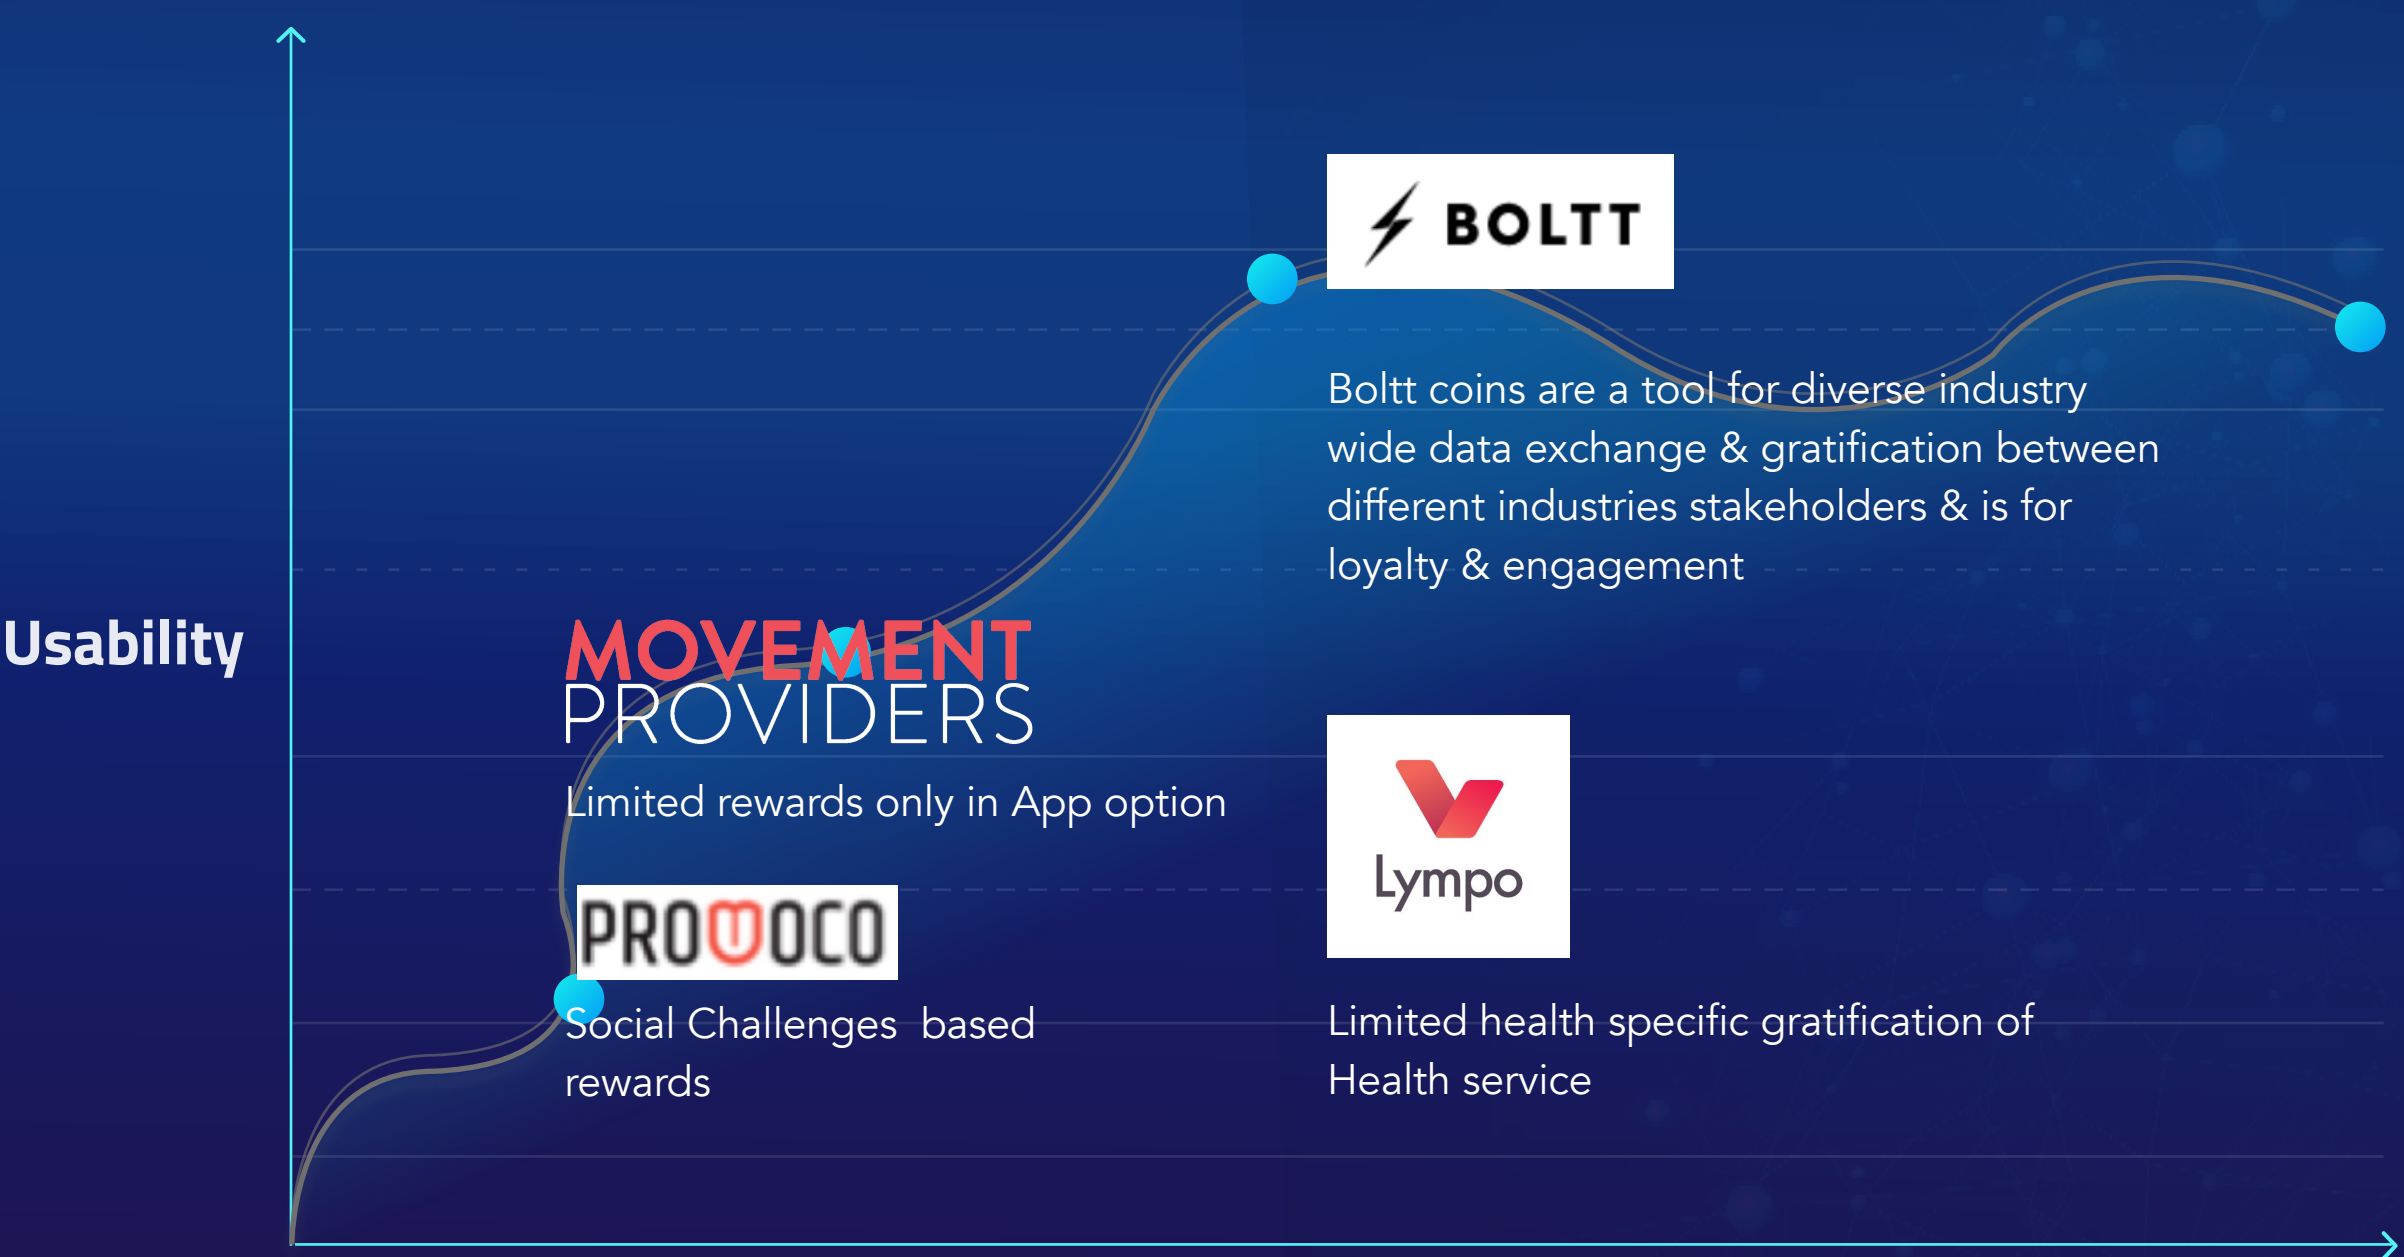 BOLTT
Boltt coins are a tool for diverse industry
wide data exchange & gratification between
different industries stakeholders & is for
loyalty & engagement
Usability
MOVEMENT
PROVIDERS
Limited rewards only in App option
PROMOCO
Social Challenges  based
rewards
Lympo
Limited health specific gratification of
Health service